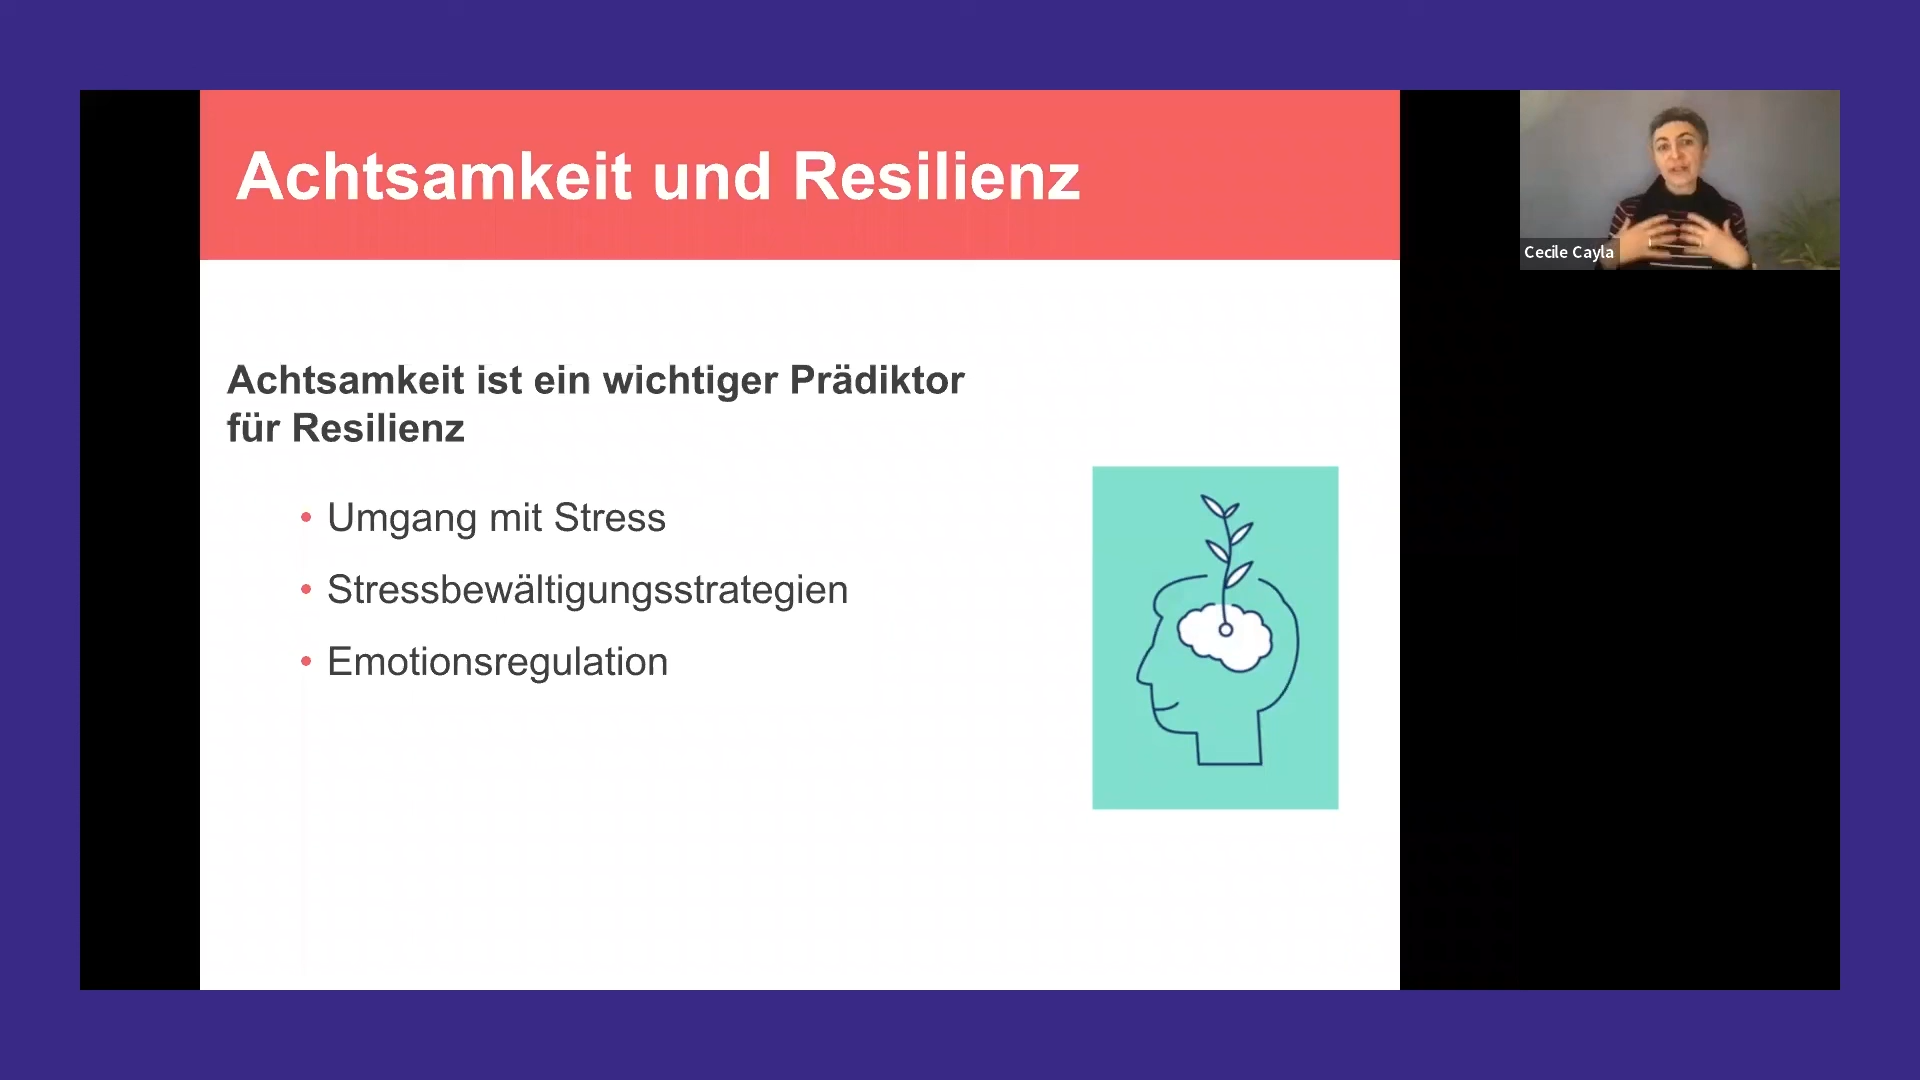 Achtsamkeit und Resilienz
Cecile Cayla
Achtsamkeit ist ein wichtiger Prädiktor
für Resilienz
• Umgang mit Stress
• Stressbewältigungsstrategien
• Emotionsregulation